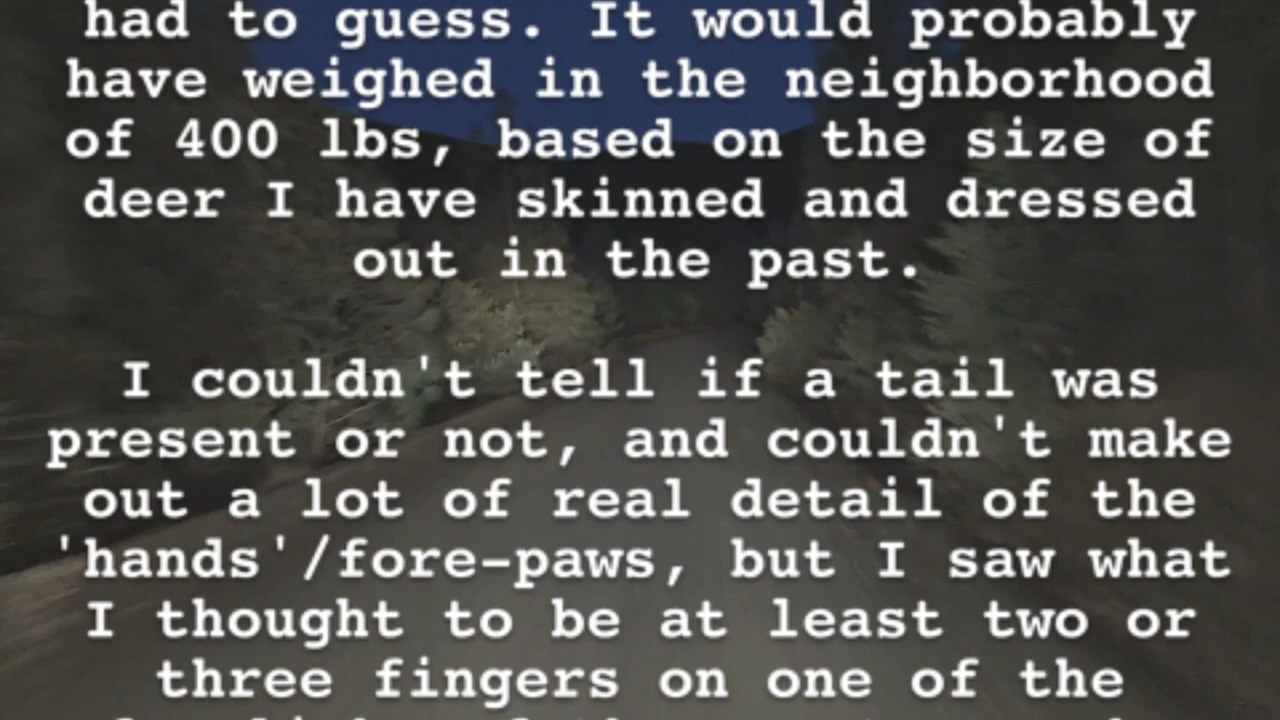 had to guess. It would probably
have weighed in the neighborhood
of 400 lbs, based on the size of
deer I have skinned and dressed
out in the past.
I couldn't tell if a tail was
present or not, and couldn't make
out a lot of real detail of the
'hands'/fore-paws, but I saw what
I thought to be at least two or
three fingers on one of the